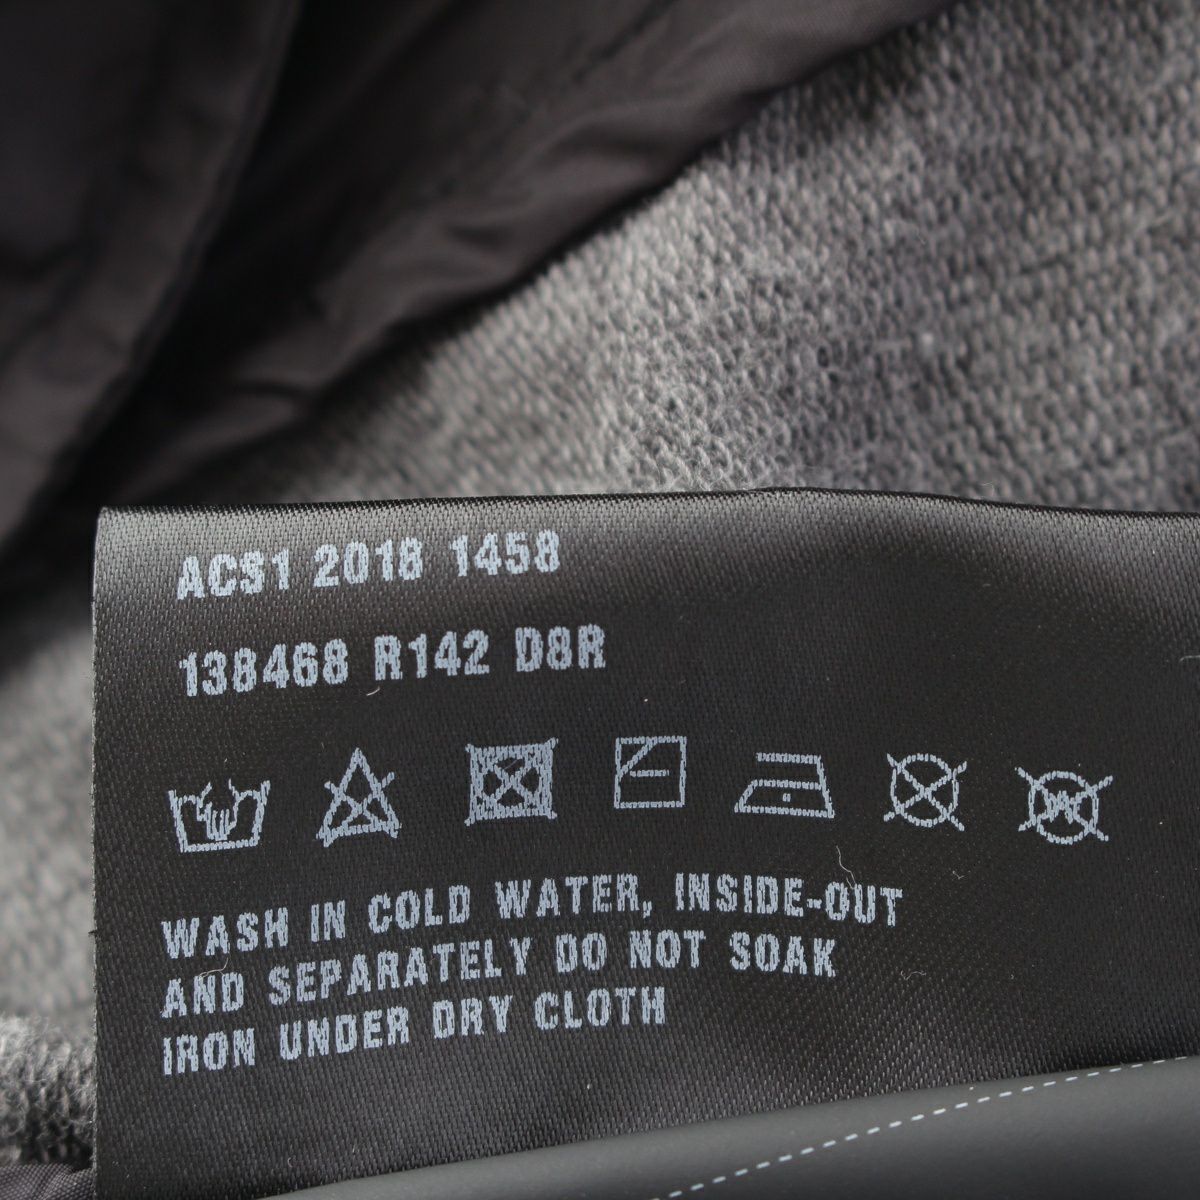 ACS1 2018 1458
138468 R142 D8R
WASH IN COLD WATER, INSIDE-OUT
AND SEPARATELY DO NOT SOAK
IRON UNDER DRY CLOTH